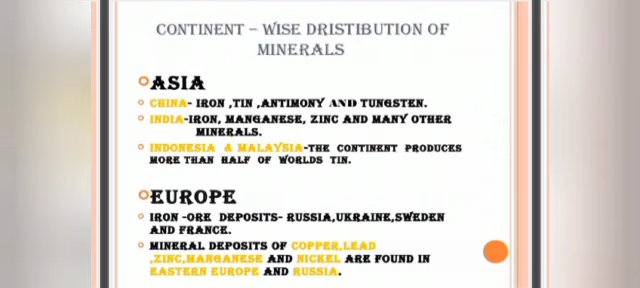 CONTINENT – WISE DRISTIBUTION OF
MINERALS
ASIA
CHINA- IRON ,TIN ,ANTIMONY AND TUNGSTEN.
INDIA-IRON, MANGANESE, ZINC AND MANY OTHER
MINERALS.
INDONESIA & MALAYSIA-THE CONTINENT PRODUCES
MORE THAN HALF OF WORLDS TIN.
EUROPE
IRON -ORE DEPOSITS- RUSSIA,UKRAINE,SWEDEN
AND FRANCE.
MINERAL DEPOSITS OF COPPER,LEAD
,ZINC,MANGANESE AND NICKEL ARE FOUND IN
EASTERN EUROPE AND RUSSIA.